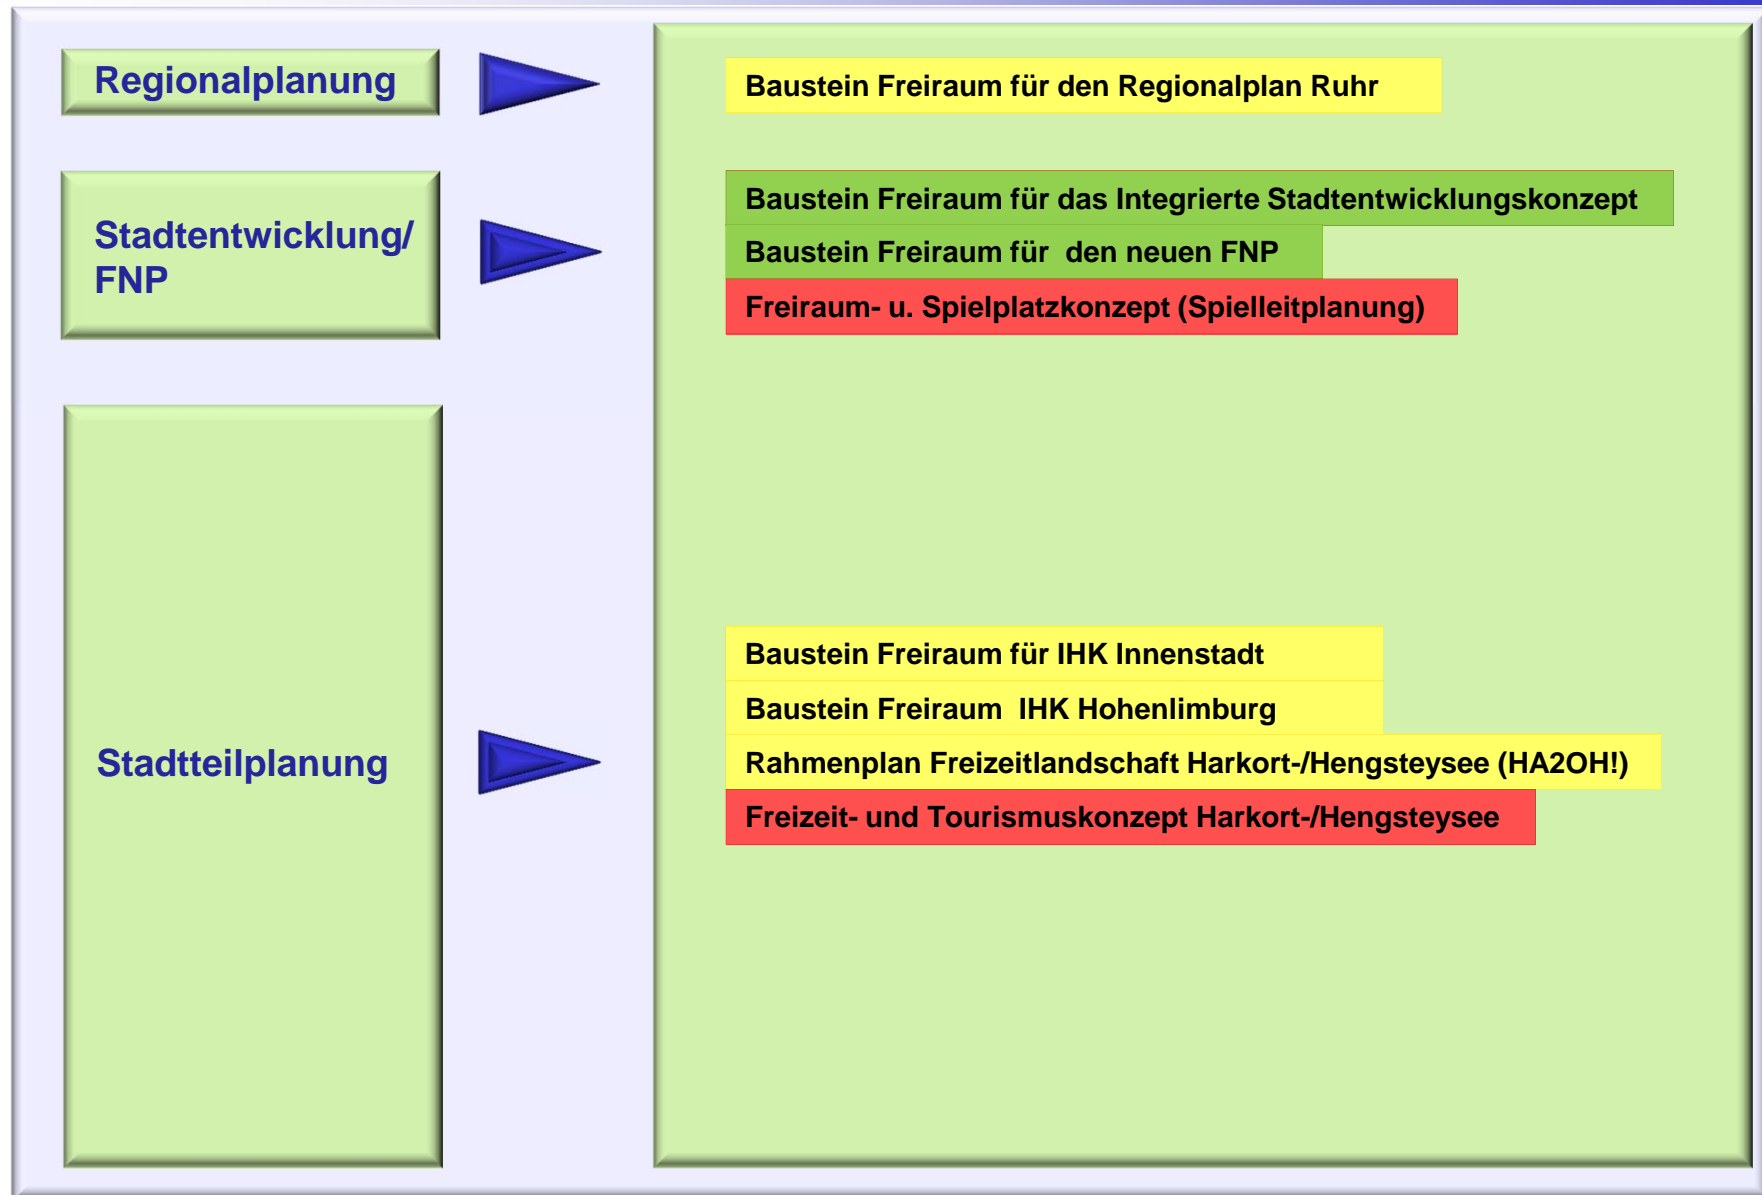 Regionalplanung
Baustein Freiraum für den Regionalplan Ruhr
Stadtentwicklung/
FNP
Baustein Freiraum für das Integrierte Stadtentwicklungskonzept
Baustein Freiraum für den neuen FNP
Freiraum- u. Spielplatzkonzept (Spielleitplanung)
Stadtteilplanung
Baustein Freiraum für IHK Innenstadt
Baustein Freiraum IHK Hohenlimburg
Rahmenplan Freizeitlandschaft Harkort-/Hengsteysee (HA2OH!)
Freizeit- und Tourismuskonzept Harkort-/Hengsteysee